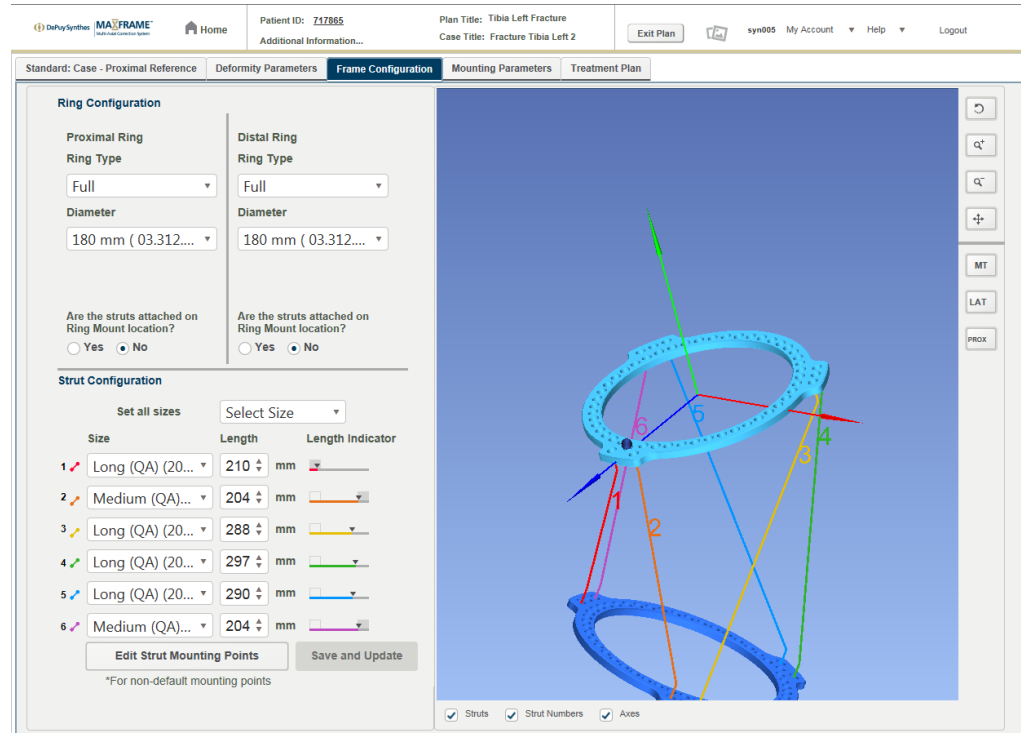 DePuySynthes MAXFRAME™ Home Patient ID: 717865 Plan Title: Tibia Left Fracture
Multi-Axial Correction System Additional Information... Case Title: Fracture Tibia Left 2 Exit Plan syn005 My Account Help Logout
Standard: Case - Proximal Reference Deformity Parameters Frame Configuration Mounting Parameters Treatment Plan
Ring Configuration
Proximal Ring Distal Ring
Ring Type Ring Type
Full Full
Diameter Diameter
180 mm ( 03.312.... 180 mm ( 03.312....
Are the struts attached on Are the struts attached on
Ring Mount location? Ring Mount location?
Yes No Yes No
Strut Configuration
Set all sizes Select Size
Size Length Length Indicator
1 Long (QA) (20... 210 mm
2 Medium (QA)... 204 mm
3 Long (QA) (20... 288 mm
4 Long (QA) (20... 297 mm
5 Long (QA) (20... 290 mm
6 Medium (QA)... 204 mm
Edit Strut Mounting Points Save and Update
*For non-default mounting points
5
6
4
3
1
2
MT
LAT
PROX
Struts Strut Numbers Axes